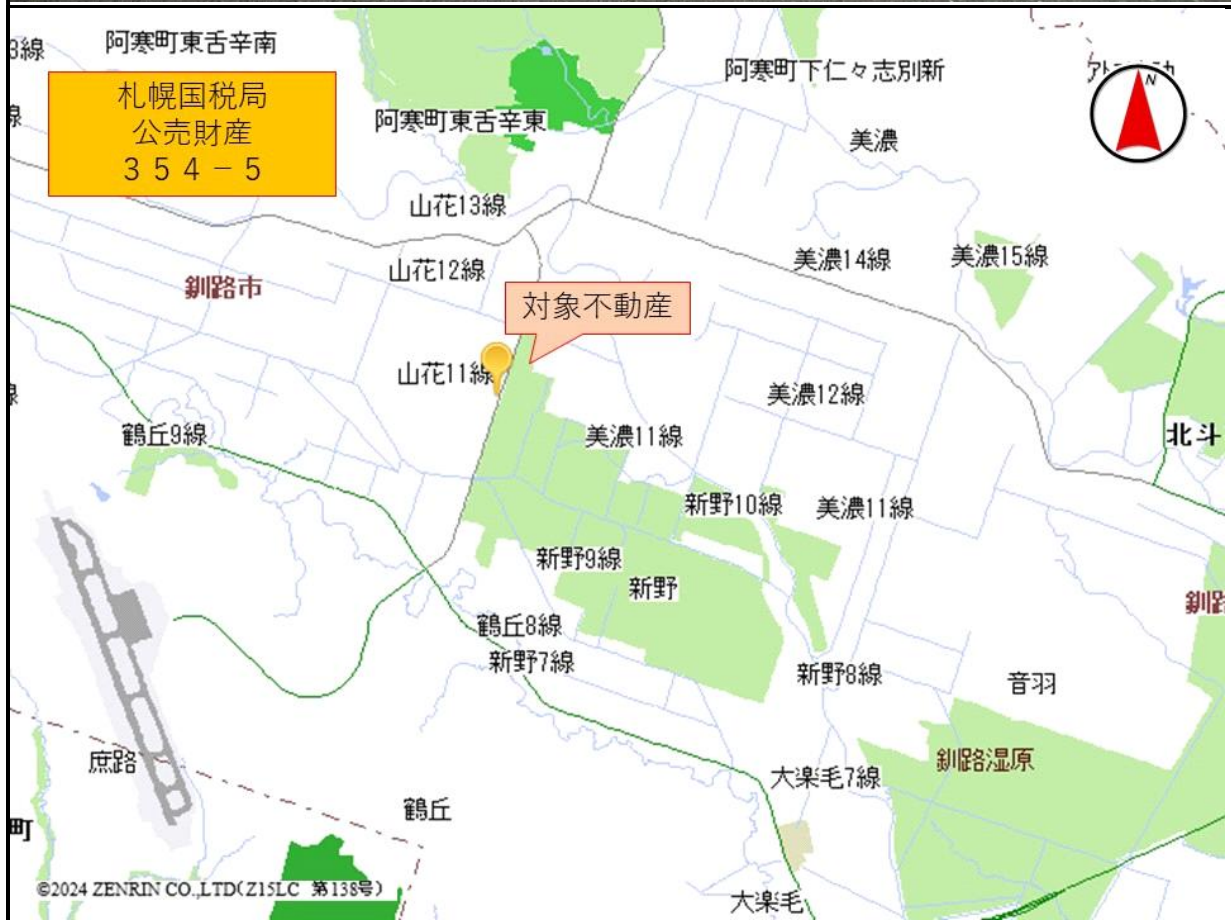 阿寒町東舌辛南
3線
札幌国税局
公売財産
３５４－５
阿寒町東舌辛東
阿寒町下仁々志別新
N
美濃
山花13線
美濃14線
美濃15線
釧路市
山花12線
対象不動産
山花11線
美濃12線
鶴丘9線
美濃11線
北斗
新野10線
美濃11線
新野9線
新野
鶴丘8線
新野7線
新野8線
音羽
庶路
釧路湿原
大楽毛7線
鶴丘
町
©2024 ZENRIN CO.,LTD(Z15LC 第138号)
大楽毛